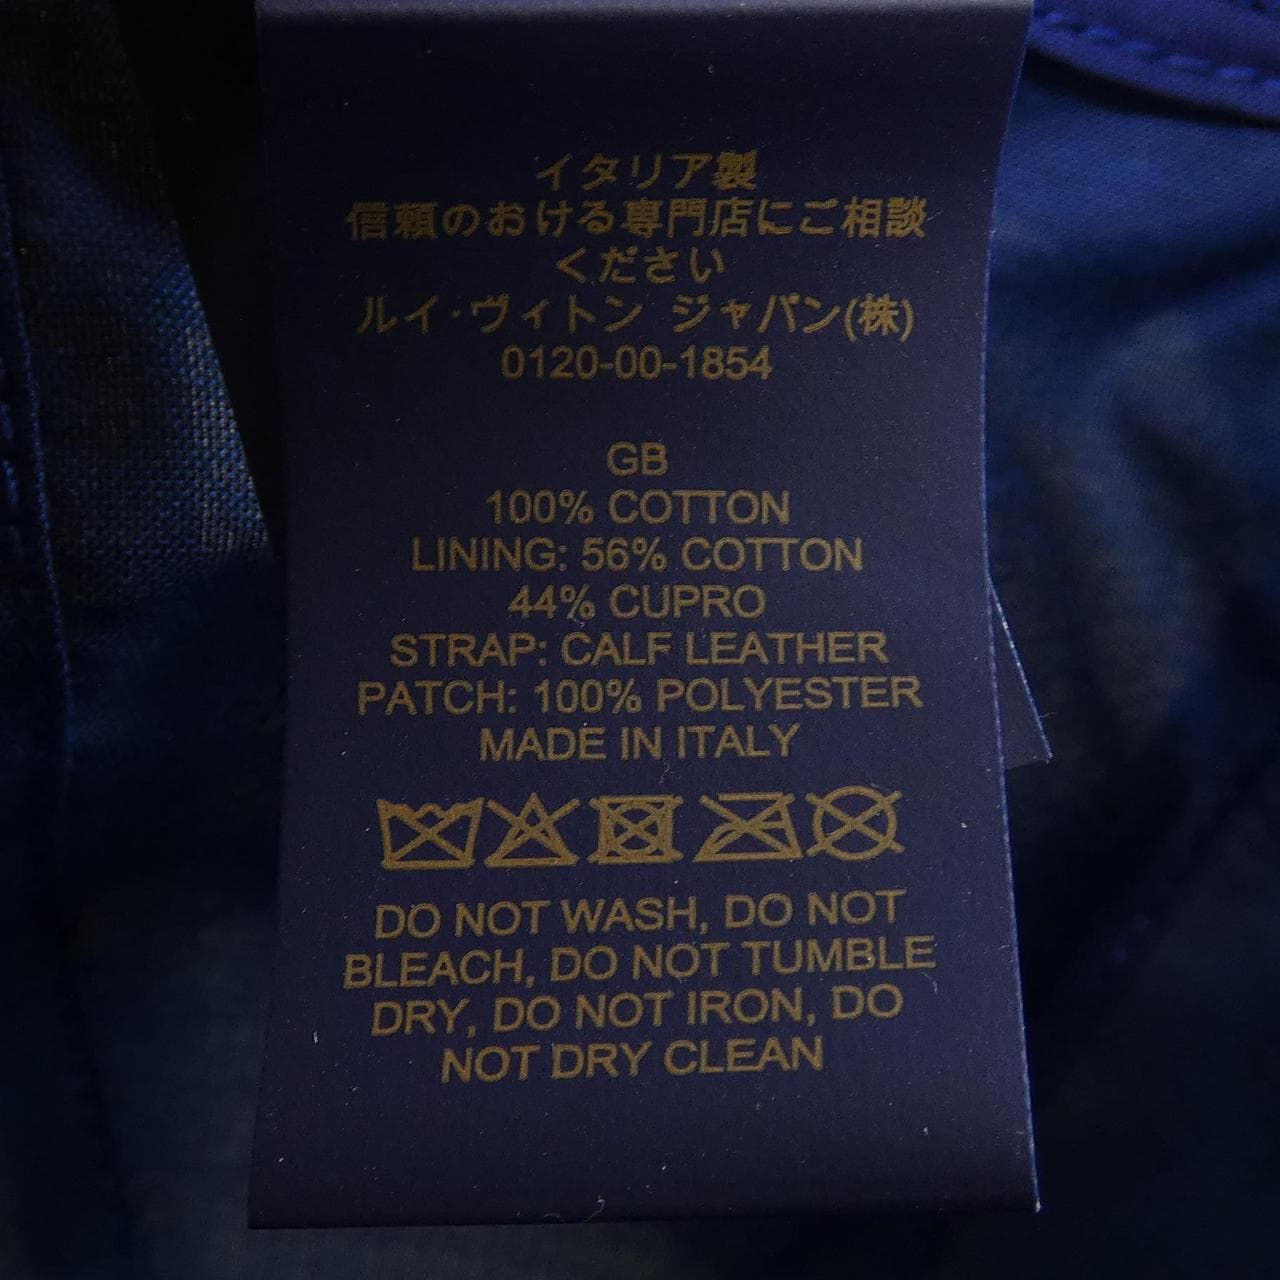 イタリア製
信頼のおける専門店にご相談
ください
ルイ・ヴィトン ジャパン(株)
0120-00-1854
GB
100% COTTON
LINING: 56% COTTON
44% CUPRO
STRAP: CALF LEATHER
PATCH: 100% POLYESTER
MADE IN ITALY
DO NOT WASH, DO NOT
BLEACH, DO NOT TUMBLE
DRY, DO NOT IRON, DO
NOT DRY CLEAN